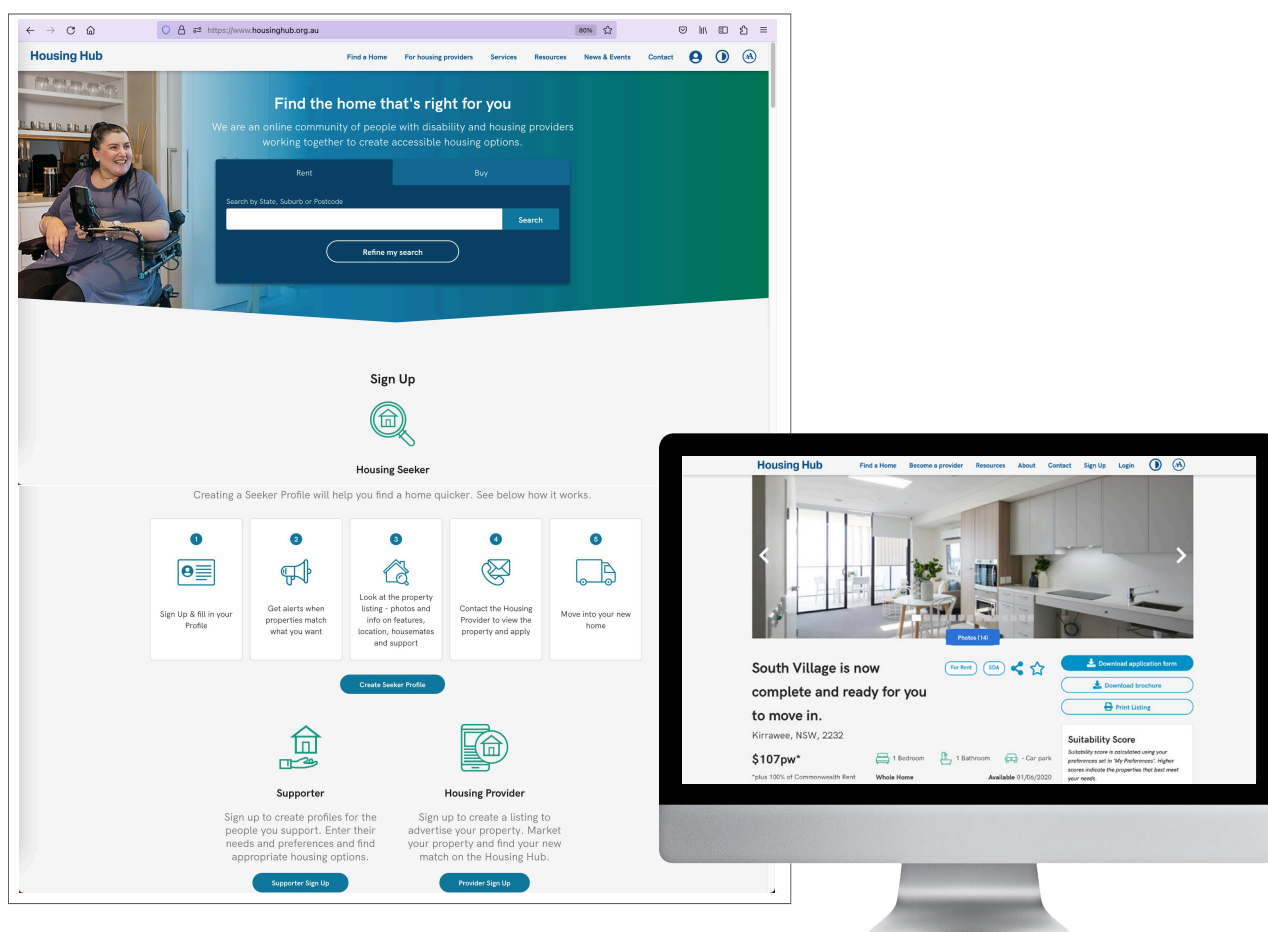 https://www.housinghub.org.au
80%
Housing Hub
Find a Home For housing providers Services Resources News & Events Contact
Find the home that's right for you
We are an online community of people with disability and housing providers
working together to create accessible housing options.
Rent Buy
Search by State, Suburb or Postcode
Search
Refine my search
Sign Up
Housing Seeker
Creating a Seeker Profile will help you find a home quicker. See below how it works.
1
Sign Up & fill in your
Profile
2
Get alerts when
properties match
what you want
3
Look at the property
listing - photos and
info on features,
location, housemates
and support
4
Contact the Housing
Provider to view the
property and apply
5
Move into your new
home
Create Seeker Profile
Supporter
Sign up to create profiles for the
people you support. Enter their
needs and preferences and find
appropriate housing options.
Supporter Sign Up
Housing Provider
Sign up to create a listing to
advertise your property. Market
your property and find your new
match on the Housing Hub.
Provider Sign Up
Housing Hub
Find a Home Become a provider Resources About Contact Sign Up Login
AA
Photos (14)
South Village is now
complete and ready for you
to move in.
For Rent SDA
Kirrawee, NSW, 2232
$107pw*
1 Bedroom 1 Bathroom - Car park
*plus 100% of Commonwealth Rent
Whole Home Available 01/06/2020
Download application form
Download brochure
Print Listing
Suitability Score
Suitability score is calculated using your
preferences set in 'My Preferences'. Higher
scores indicate the properties that best meet
your needs.